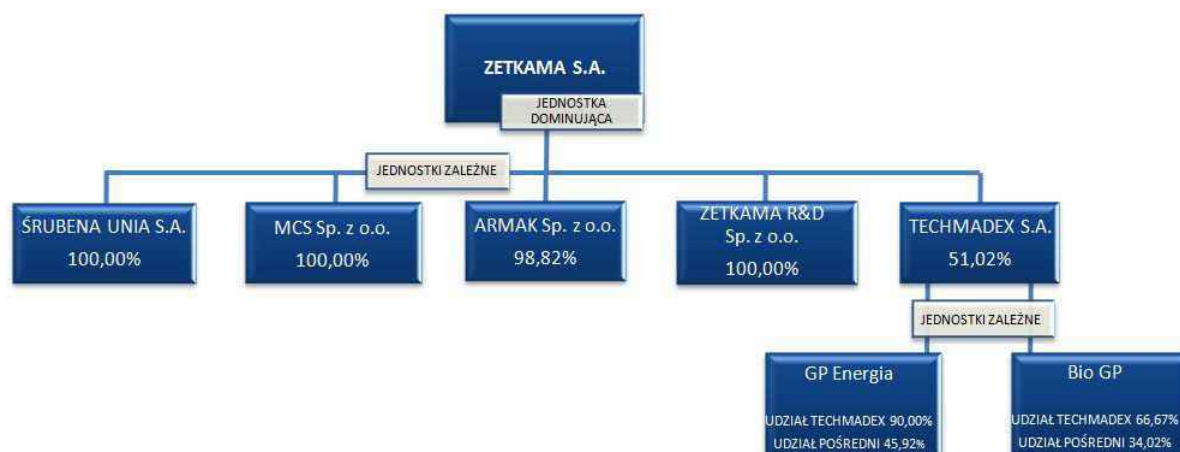 ZETKAMA S.A.
JEDNOSTKA
DOMINUJĄCA
JEDNOSTKI ZALEŻNE
ŚRUBENA UNIA S.A.
100,00%
MCS Sp. z o.o.
100,00%
ARMAK Sp. z o.o.
98,82%
ZETKAMA R&D
Sp. z o.o.
100,00%
TECHMADEX S.A.
51,02%
JEDNOSTKI ZALEŻNE
GP Energia
UDZIAŁ TECHMADEX 90,00%
UDZIAŁ POŚREDNI 45,92%
Bio GP
UDZIAŁ TECHMADEX 66,67%
UDZIAŁ POŚREDNI 34,02%